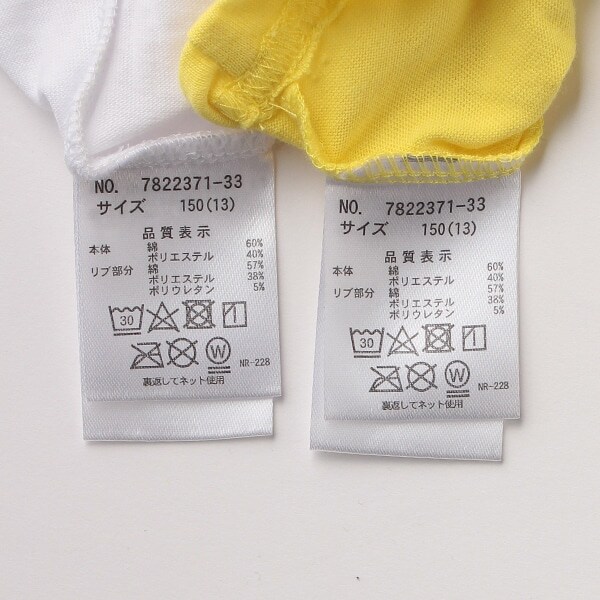 NO. 7822371-33
サイズ 150(13)
品質表示
本体 綿 60%
ポリエステル 40%
リブ部分 綿 57%
ポリエステル 38%
ポリウレタン 5%
30
W
NR-228
裏返してネット使用
NO. 7822371-33
サイズ 150(13)
品質表示
本体 綿 60%
ポリエステル 40%
リブ部分 綿 57%
ポリエステル 38%
ポリウレタン 5%
30
W
NR-228
裏返してネット使用